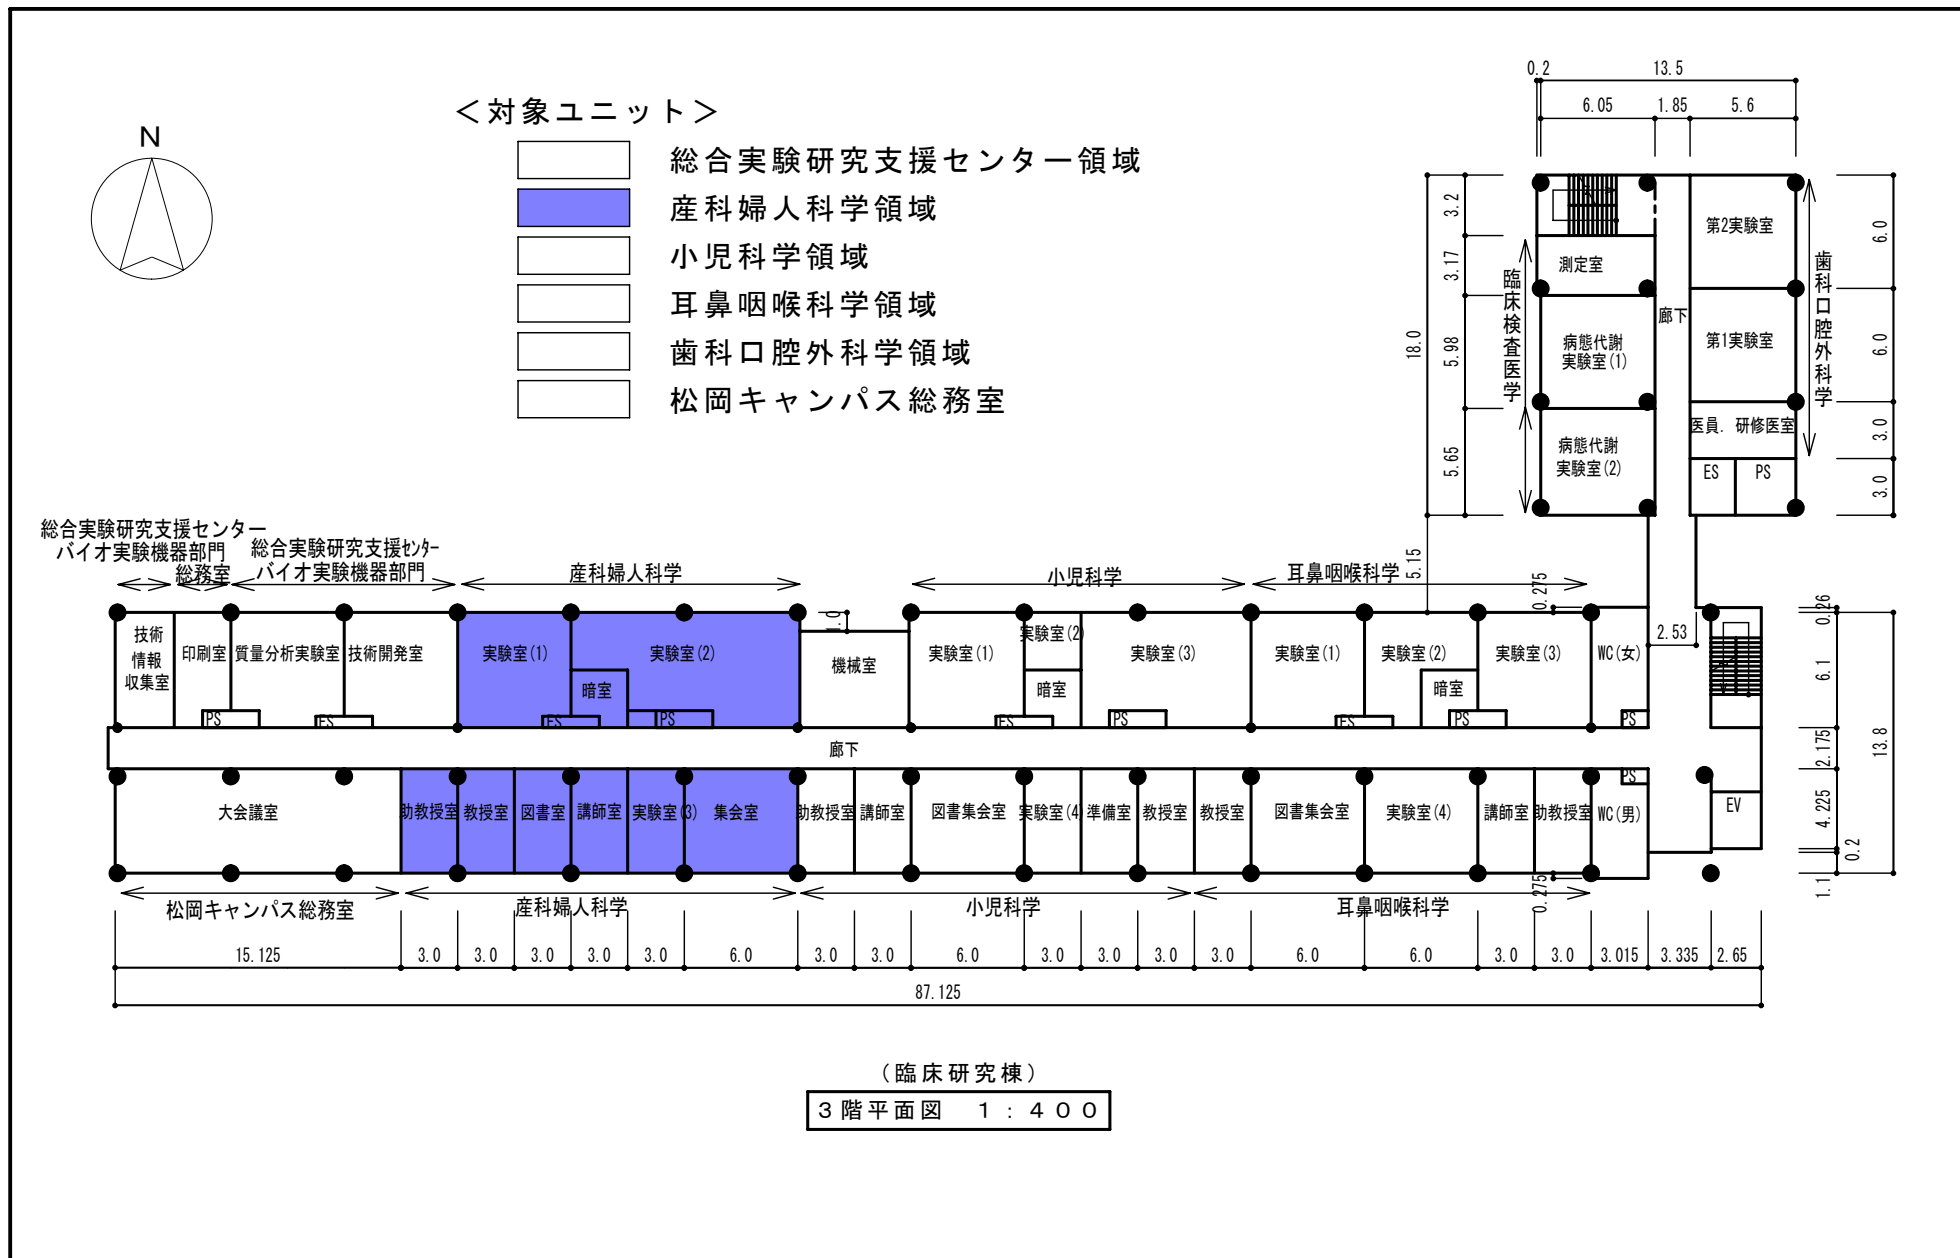 N
＜対象ユニット＞
総合実験研究支援センター領域
産科婦人科学領域
小児科学領域
耳鼻咽喉科学領域
歯科口腔外科学領域
松岡キャンパス総務室
0.2
13.5
6.05
1.85
5.6
3.2
3.17
5.98
5.65
18.0
5.15
0.275
臨床検査医学
測定室
病態代謝
実験室(1)
病態代謝
実験室(2)
廊下
第2実験室
第1実験室
医員．研修医室
ES
PS
歯科口腔外科学
6.0
6.0
3.0
3.0
総合実験研究支援センター
バイオ実験機器部門
総務室
総合実験研究支援センター
バイオ実験機器部門
産科婦人科学
小児科学
耳鼻咽喉科学
1.0
2.53
0.26
6.1
2.175
4.225
0.2
1.1
13.8
技術
情報
収集室
印刷室
質量分析実験室
技術開発室
実験室(1)
実験室(2)
暗室
機械室
実験室(1)
実験室(2)
暗室
実験室(3)
実験室(1)
実験室(2)
暗室
実験室(3)
WC(女)
PS
ES
ES
PS
ES
PS
ES
PS
PS
廊下
大会議室
助教授室
教授室
図書室
講師室
実験室(3)
集会室
助教授室
講師室
図書集会室
実験室(4)
準備室
教授室
教授室
図書集会室
実験室(4)
講師室
助教授室
WC(男)
PS
EV
0.275
松岡キャンパス総務室
産科婦人科学
小児科学
耳鼻咽喉科学
15.125
3.0
3.0
3.0
3.0
3.0
6.0
3.0
3.0
6.0
3.0
3.0
3.0
3.0
6.0
6.0
3.0
3.0
3.015
3.335
2.65
87.125
（臨床研究棟）
３階平面図　１：４００